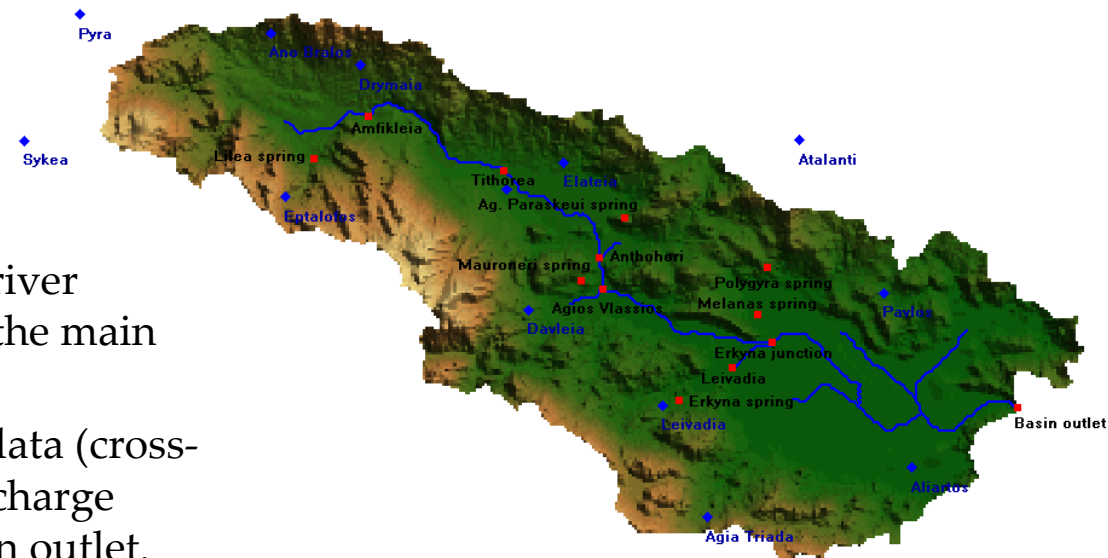 Pyra
Ano Bralos
Drymaia
Amfikleia
Sykea
Lilea spring
Atalanti
Tithorea
Elateia
Eptalofos
Ag. Paraskeui spring
river
Anthohori
Mauroneri spring
Polygyra spring
the main
Agios Vlassios
Melanas spring
Pavlos
Davleia
Erkyna junction
Leivadia
Erkyna spring
Basin outlet
Leivadia
data (cross-
charge
Aliartos
n outlet.
Agia Triada